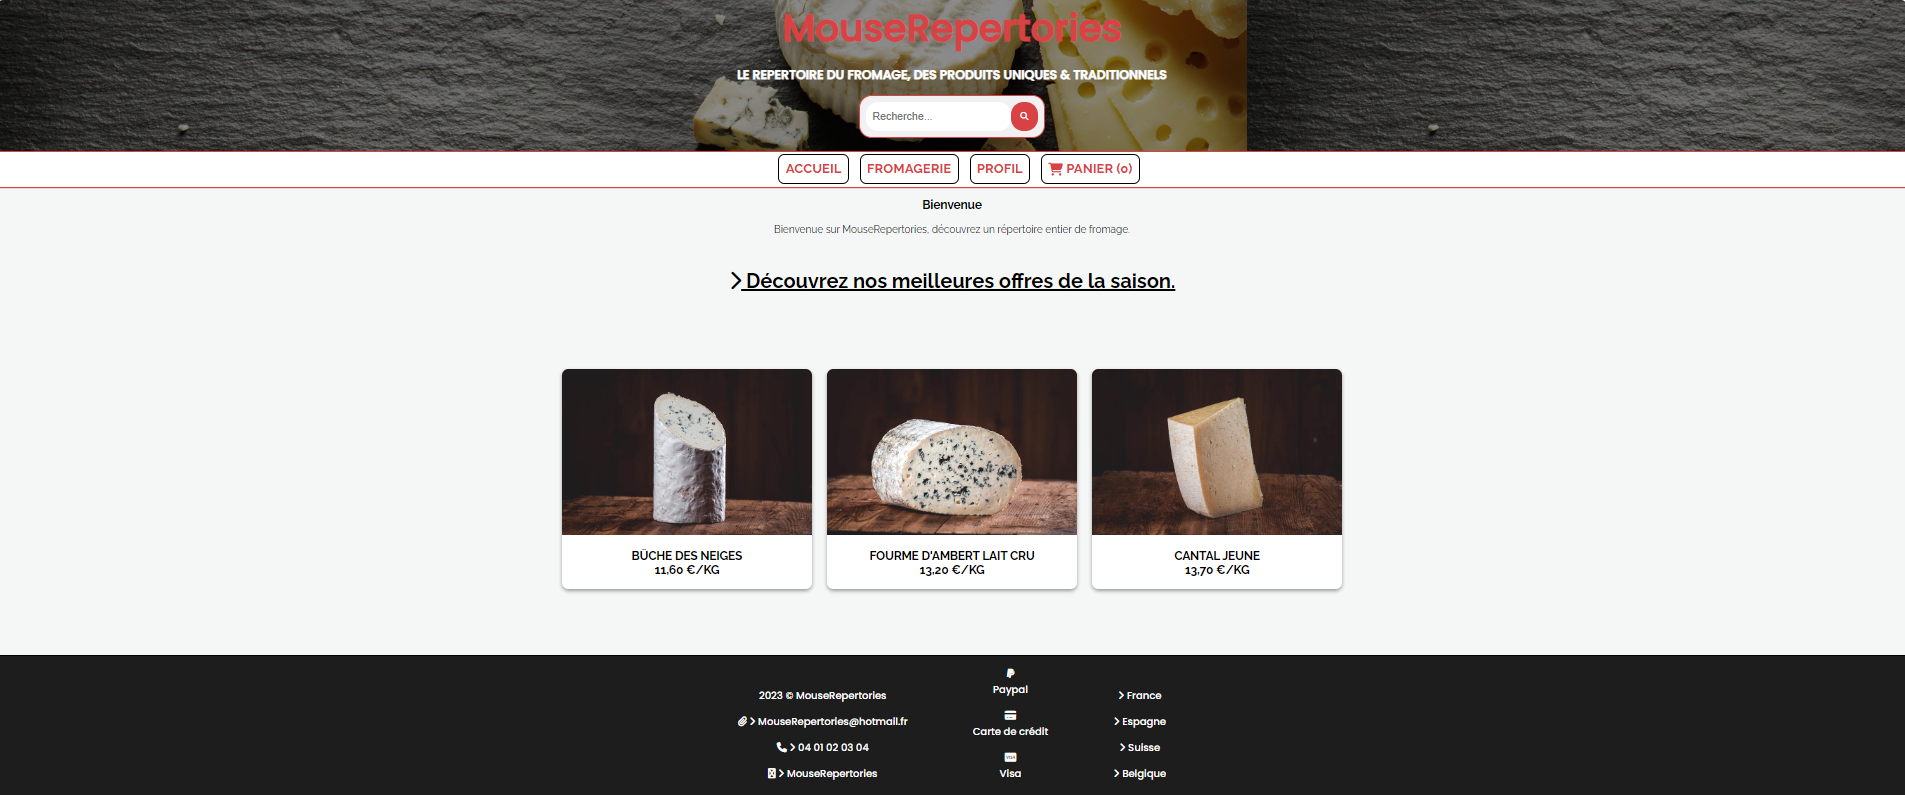 MouseRepertories
LE REPERTOIRE DU FROMAGE, DES PRODUITS UNIQUES & TRADITIONNELS
Recherche...
ACCUEIL
FROMAGERIE
PROFIL
PANIER (0)
Bienvenue
Bienvenue sur MouseRepertories, découvrez un répertoire entier de fromage.
Découvrez nos meilleures offres de la saison.
BÛCHE DES NEIGES
11,60 €/KG
FOURME D'AMBERT LAIT CRU
13,20 €/KG
CANTAL JEUNE
13,70 €/KG
2023 © MouseRepertories
MouseRepertories@hotmail.fr
04 01 02 03 04
MouseRepertories
Paypal
Carte de crédit
VISA
Visa
France
Espagne
Suisse
Belgique